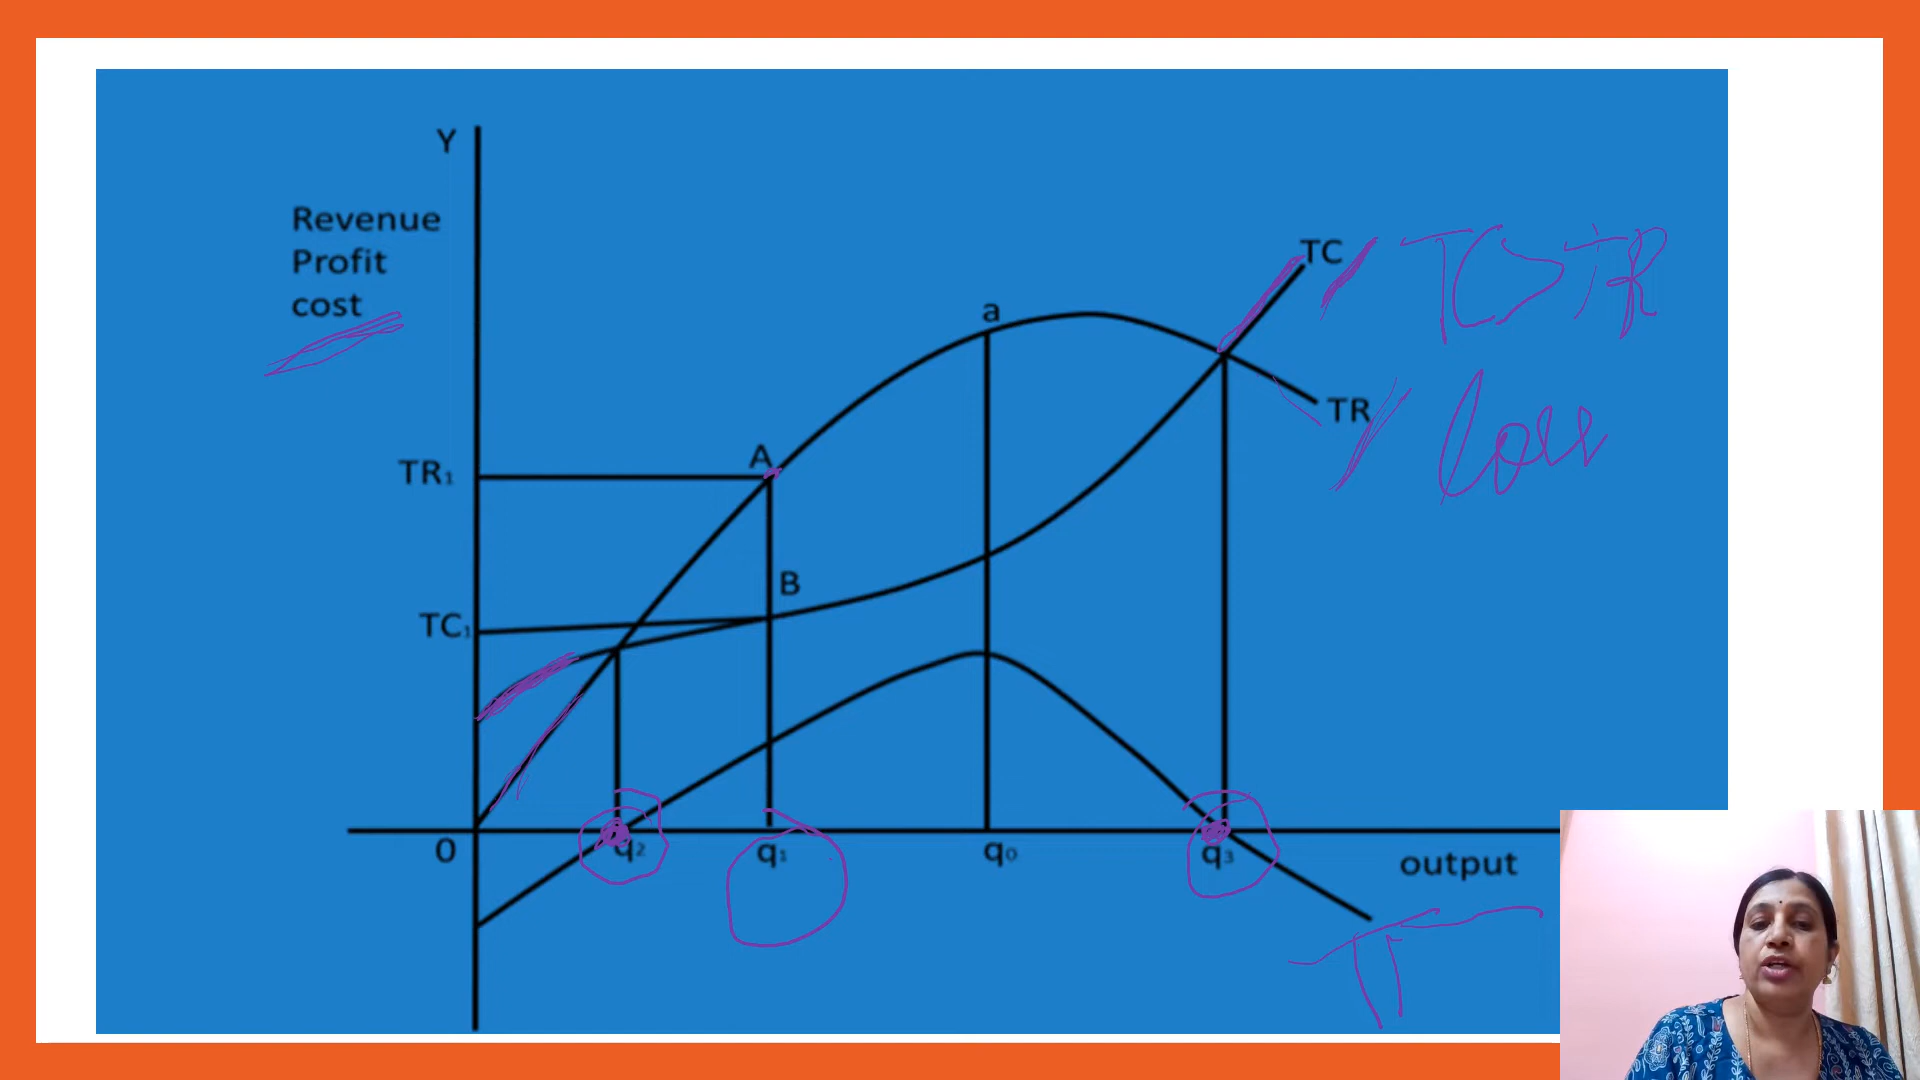 Y
Revenue
Profit
cost
TC
TC > TR
a
TR
loss
A
TR₁
B
TC₁
0
q₂
q₁
q₀
q₃
output
π